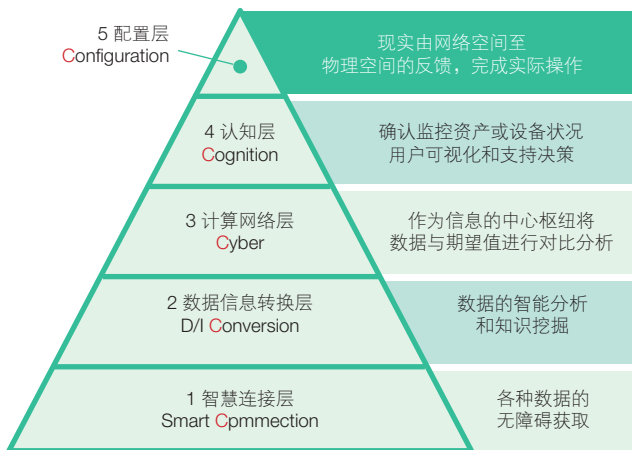 5 配置层
Configuration
现实由网络空间至
物理空间的反馈，完成实际操作
4 认知层
Cognition
确认监控资产或设备状况
用户可视化和支持决策
3 计算网络层
Cyber
作为信息的中心枢纽将
数据与期望值进行对比分析
2 数据信息转换层
D/I Conversion
数据的智能分析
和知识挖掘
1 智慧连接层
Smart Cpmmection
各种数据的
无障碍获取